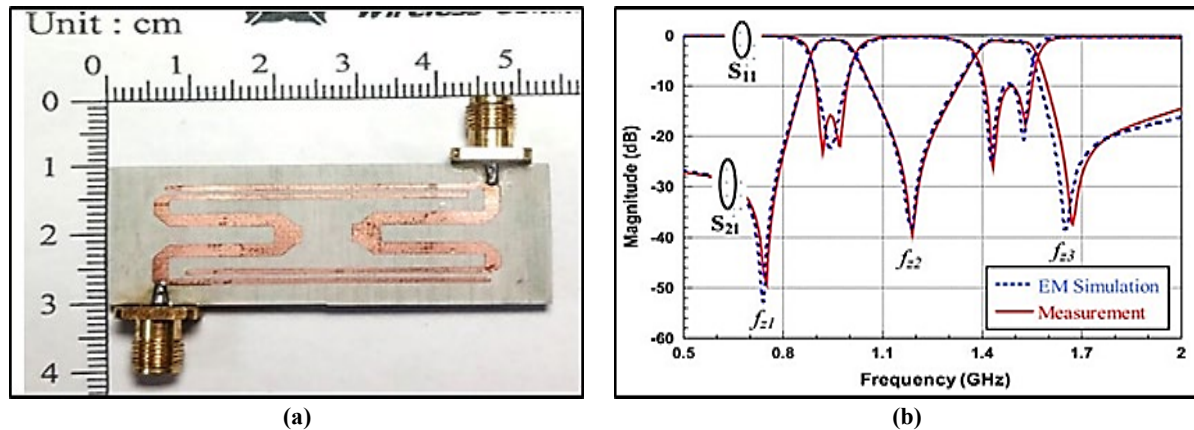 Unit : cm
0 1 2 3 4 5
0
1
2
3
4
(a)
0
-10
-20
-30
-40
-50
-60
Magnitude (dB)
S11
S21
fz1
fz2
fz3
EM Simulation
Measurement
0.5 0.8 1.1 1.4 1.7 2
Frequency (GHz)
(b)